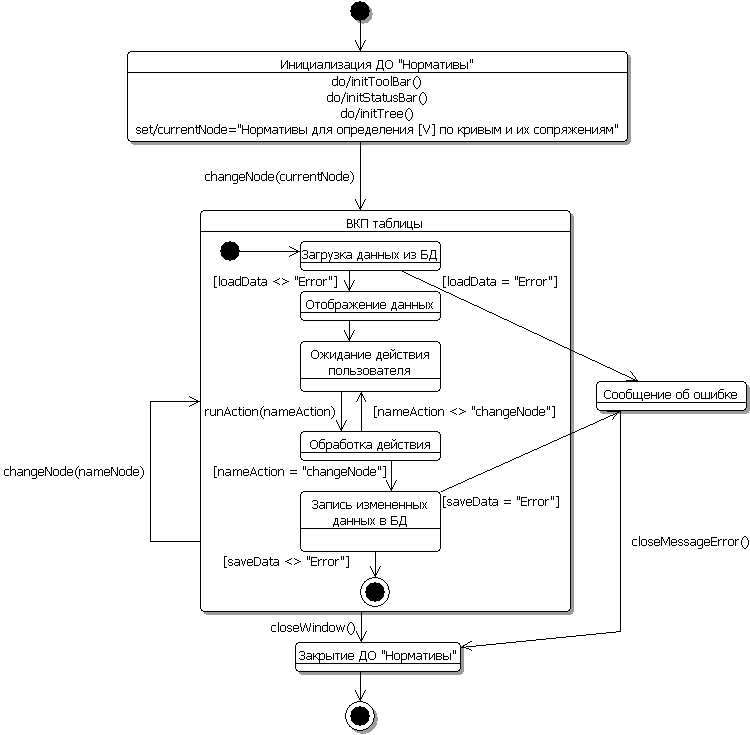 Инициализация ДО "Нормативы"
do/initToolBar()
do/initStatusBar()
do/initTree()
set/currentNode="Нормативы для определения [V] по кривым и их сопряжениям"
changeNode(currentNode)
ВКП таблицы
Загрузка данных из БД
[loadData <> "Error"]
[loadData = "Error"]
Отображение данных
Ожидание действия
пользователя
Сообщение об ошибке
runAction(nameAction)
[nameAction <> "changeNode"]
Обработка действия
changeNode(nameNode)
[nameAction = "changeNode"]
Запись измененных
данных в БД
[saveData = "Error"]
closeMessageError()
[saveData <> "Error"]
closeWindow()
Закрытие ДО "Нормативы"